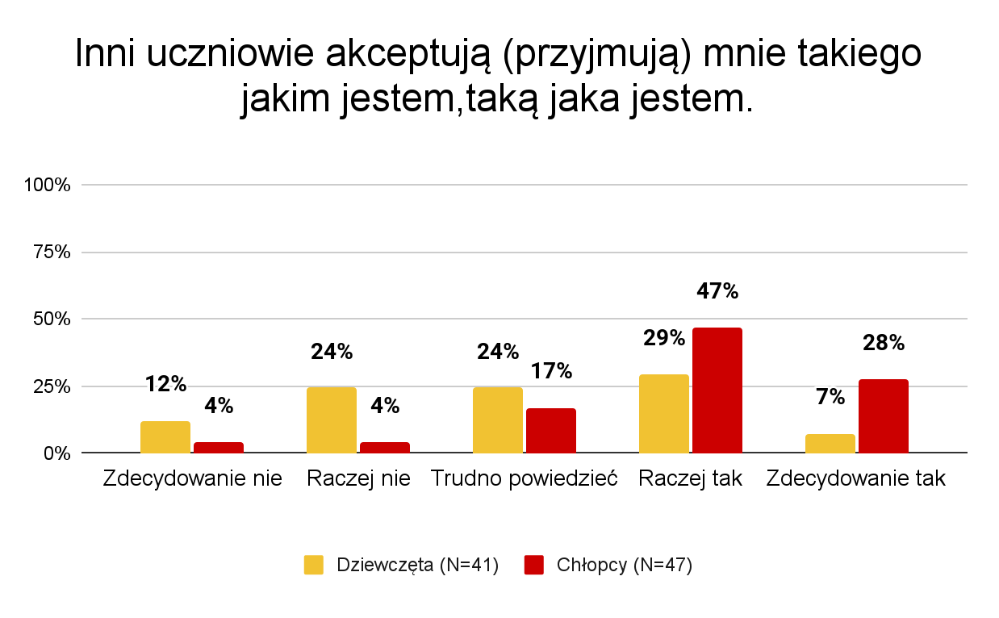 Inni uczniowie akceptują (przyjmują) mnie takiego
jakim jestem,taką jaka jestem.
100%
75%
50%
25%
0%
12%
4%
24%
4%
24%
17%
29%
47%
7%
28%
Zdecydowanie nie
Raczej nie
Trudno powiedzieć
Raczej tak
Zdecydowanie tak
Dziewczęta (N=41)
Chłopcy (N=47)